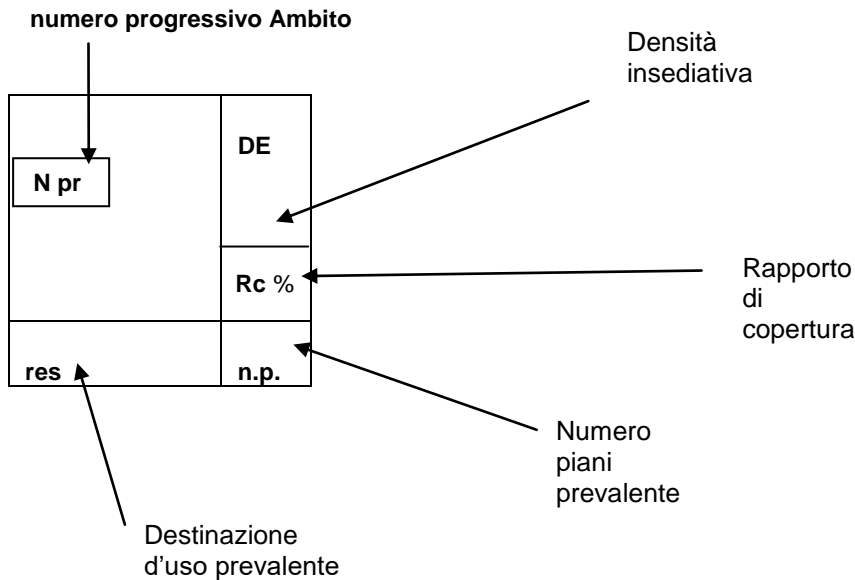 numero progressivo Ambito
Densità
insediativa
DE
N pr
Rc %
Rapporto
di
copertura
res
n.p.
Numero
piani
prevalente
Destinazione
d'uso prevalente